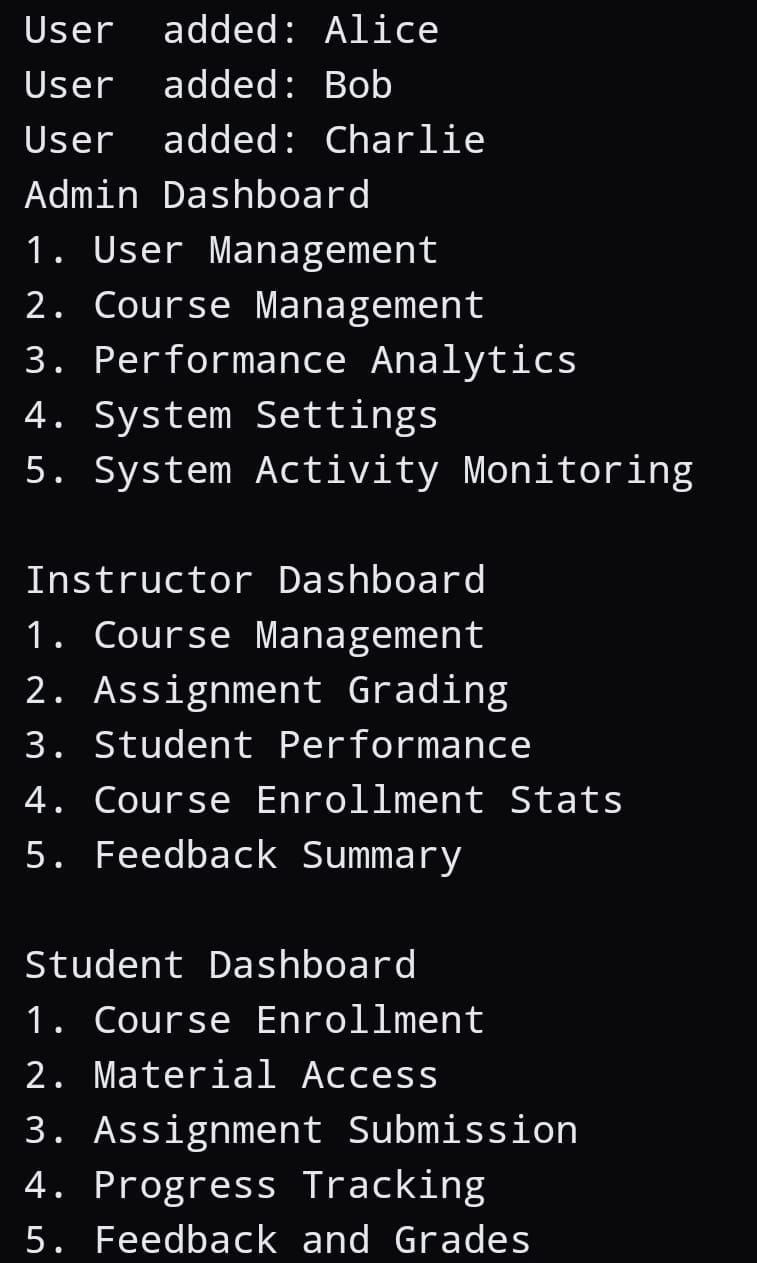 User  added: Alice
User  added: Bob
User  added: Charlie
Admin Dashboard
1. User Management
2. Course Management
3. Performance Analytics
4. System Settings
5. System Activity Monitoring
Instructor Dashboard
1. Course Management
2. Assignment Grading
3. Student Performance
4. Course Enrollment Stats
5. Feedback Summary
Student Dashboard
1. Course Enrollment
2. Material Access
3. Assignment Submission
4. Progress Tracking
5. Feedback and Grades